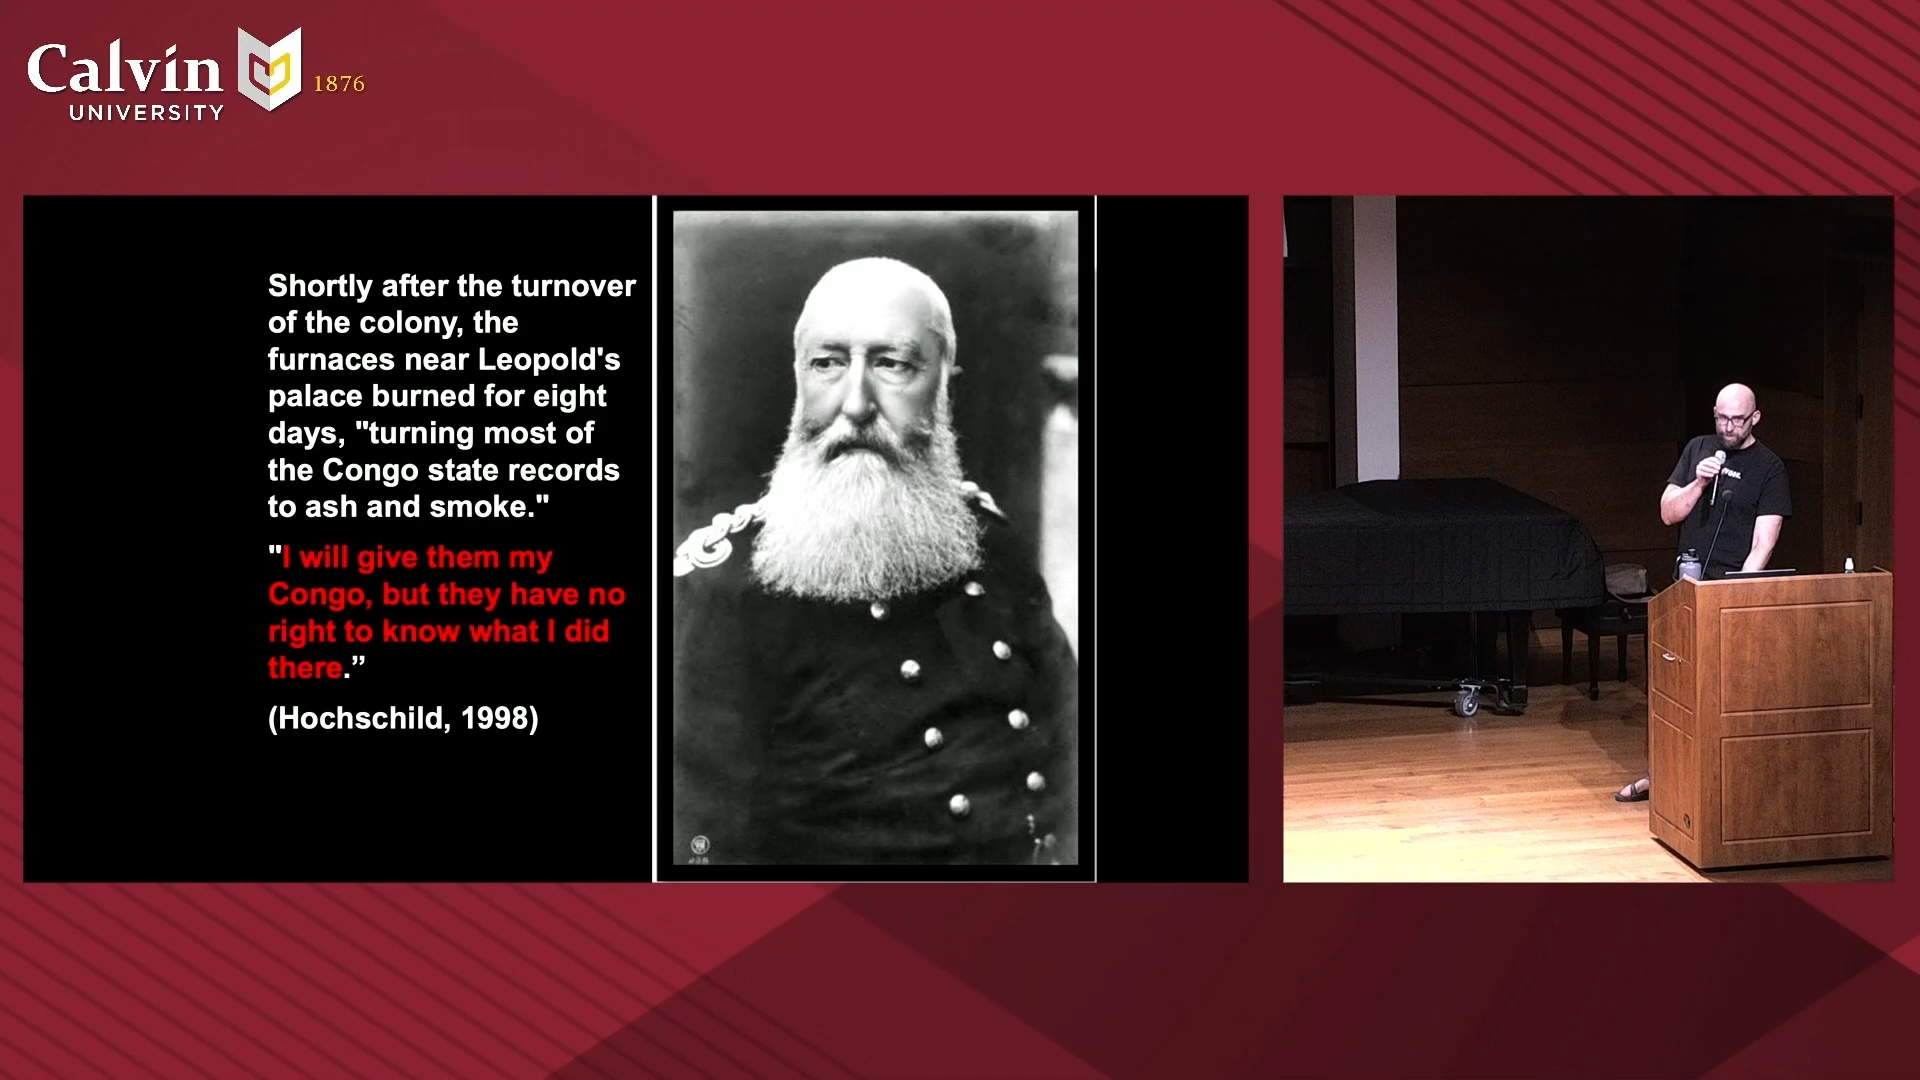 Calvin
UNIVERSITY
1876
Shortly after the turnover
of the colony, the
furnaces near Leopold's
palace burned for eight
days, "turning most of
the Congo state records
to ash and smoke."
"I will give them my
Congo, but they have no
right to know what I did
there.”
(Hochschild, 1998)